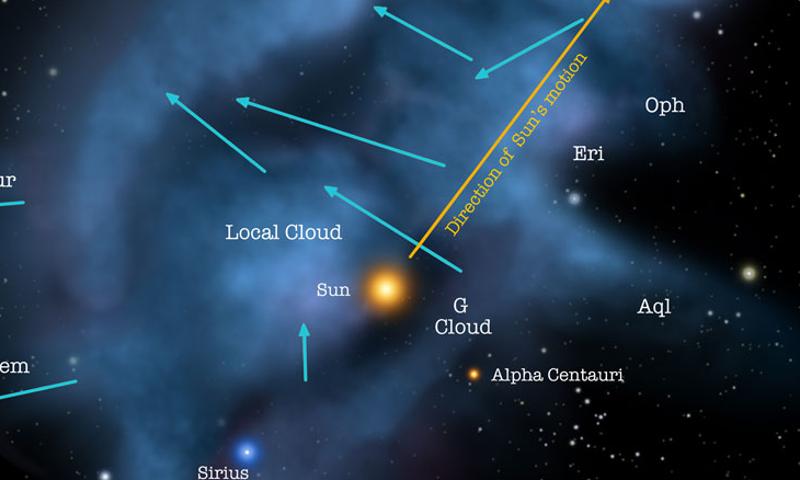 Oph
Direction of Sun's motion
Eri
Local Cloud
Sun
G
Cloud
Aql
Alpha Centauri
Sirius